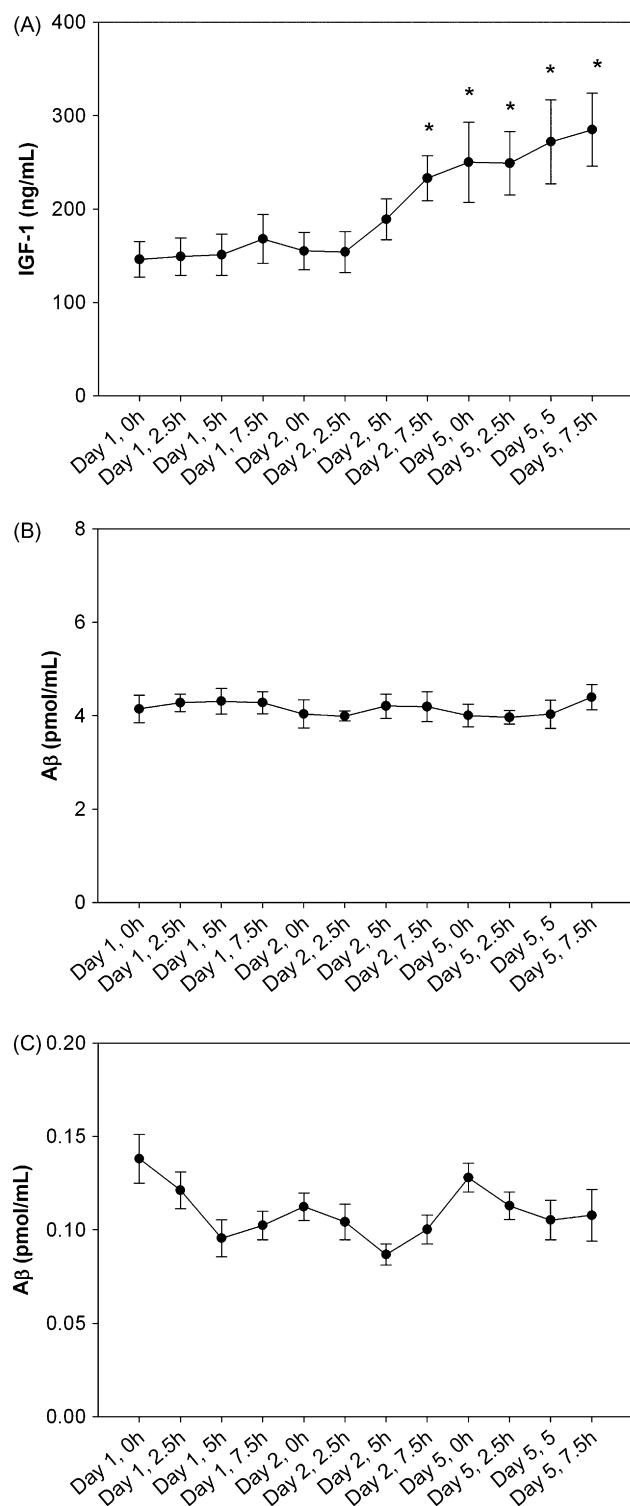 (A)
400
300
200
100
0
IGF-1 (ng/mL)
* * * * *
Day 1, 0h
Day 1, 2.5h
Day 1, 5h
Day 1, 7.5h
Day 2, 0h
Day 2, 2.5h
Day 2, 5h
Day 2, 7.5h
Day 5, 0h
Day 5, 2.5h
Day 5, 5
Day 5, 7.5h
(B)
8
6
4
2
0
Aβ (pmol/mL)
Day 1, 0h
Day 1, 2.5h
Day 1, 5h
Day 1, 7.5h
Day 2, 0h
Day 2, 2.5h
Day 2, 5h
Day 2, 7.5h
Day 5, 0h
Day 5, 2.5h
Day 5, 5
Day 5, 7.5h
(C)
0.20
0.15
0.10
0.05
0.00
Aβ (pmol/mL)
Day 1, 0h
Day 1, 2.5h
Day 1, 5h
Day 1, 7.5h
Day 2, 0h
Day 2, 2.5h
Day 2, 5h
Day 2, 7.5h
Day 5, 0h
Day 5, 2.5h
Day 5, 5
Day 5, 7.5h